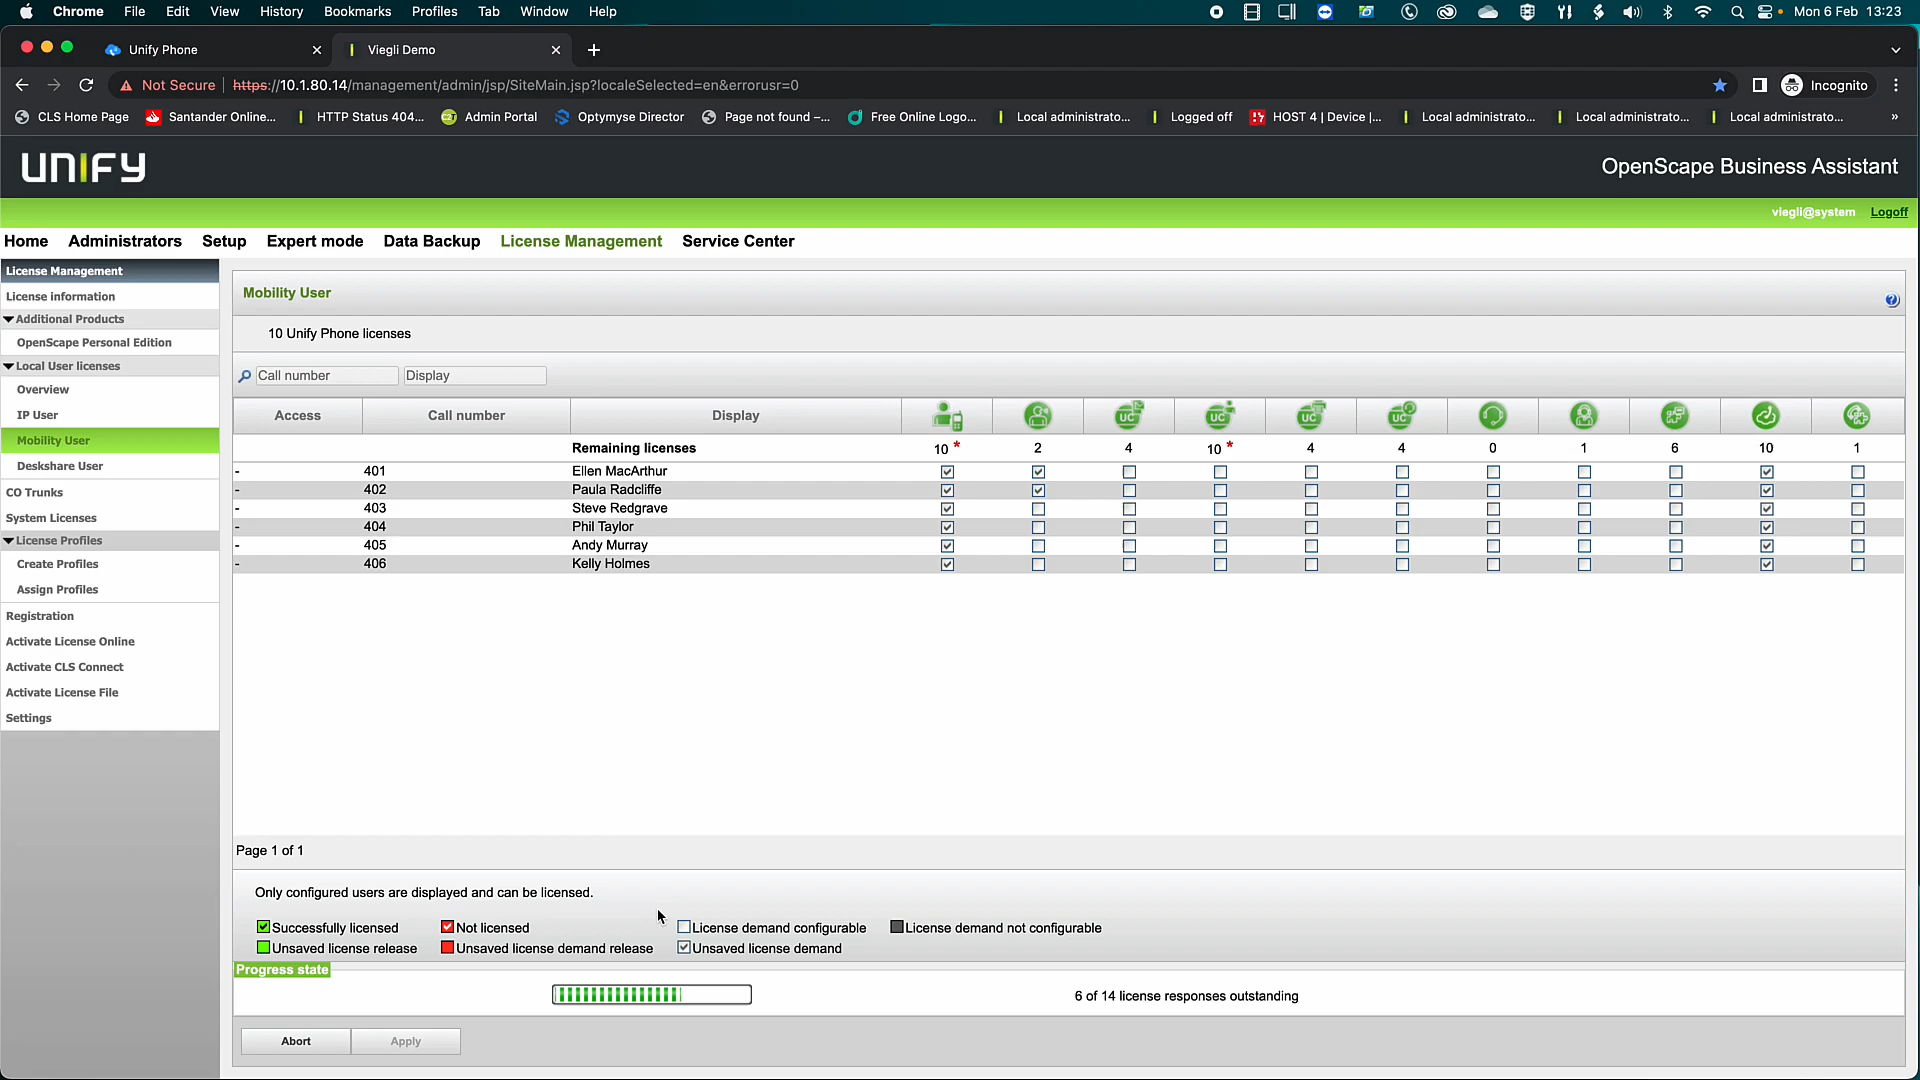 Chrome File Edit View History Bookmarks Profiles Tab Window Help Mon 6 Feb 13:23
Unify Phone Viegli Demo
Not Secure https://10.1.80.14/management/admin/jsp/SiteMain.jsp?localeSelected=en&errorusr=0 Incognito
CLS Home Page Santander Online... HTTP Status 404... Admin Portal Optymyse Director Page not found –... Free Online Logo... Local administrato... Logged off HOST 4 | Device |... Local administrato... Local administrato... Local administrato... »
UNIFY OpenScape Business Assistant
viegli@system Logoff
Home Administrators Setup Expert mode Data Backup License Management Service Center
License Management
License information
Additional Products
OpenScape Personal Edition
Local User licenses
Overview
IP User
Mobility User
Deskshare User
CO Trunks
System Licenses
License Profiles
Create Profiles
Assign Profiles
Registration
Activate License Online
Activate CLS Connect
Activate License File
Settings
Mobility User
10 Unify Phone licenses
Call number Display
Access Call number Display UC UC UC UC
Remaining licenses 10 * 2 4 10 * 4 4 0 1 6 10 1
- 401 Ellen MacArthur
- 402 Paula Radcliffe
- 403 Steve Redgrave
- 404 Phil Taylor
- 405 Andy Murray
- 406 Kelly Holmes
Page 1 of 1
Only configured users are displayed and can be licensed.
Successfully licensed Not licensed License demand configurable License demand not configurable
Unsaved license release Unsaved license demand release Unsaved license demand
Progress state
6 of 14 license responses outstanding
Abort Apply